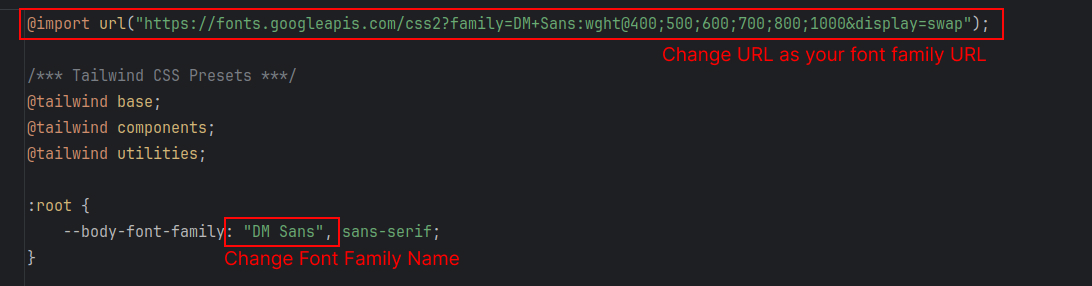 @import url("https://fonts.googleapis.com/css2?family=DM+Sans:wght@400;500;600;700;800;1000&display=swap");
Change URL as your font family URL
/*** Tailwind CSS Presets ***/
@tailwind base;
@tailwind components;
@tailwind utilities;
:root {
--body-font-family: "DM Sans", sans-serif;
}
Change Font Family Name